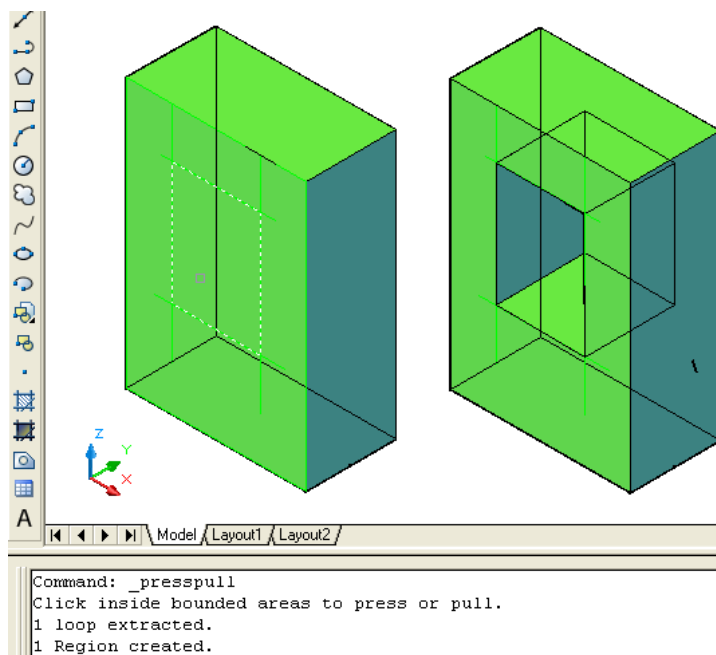 Z
Y
X
A
Model Layout1 Layout2
Command: _presspull
Click inside bounded areas to press or pull.
1 loop extracted.
1 Region created.